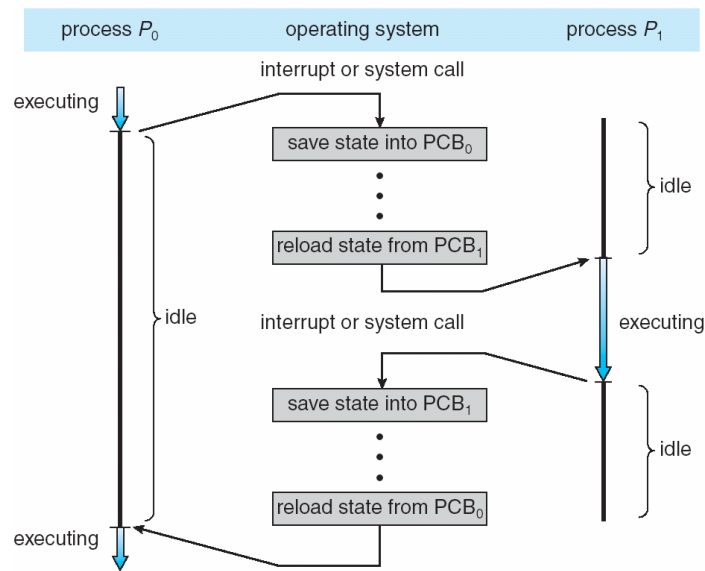 process P₀ operating system process P₁
interrupt or system call
executing
save state into PCB₀
idle
reload state from PCB₁
idle
interrupt or system call
executing
save state into PCB₁
idle
reload state from PCB₀
executing